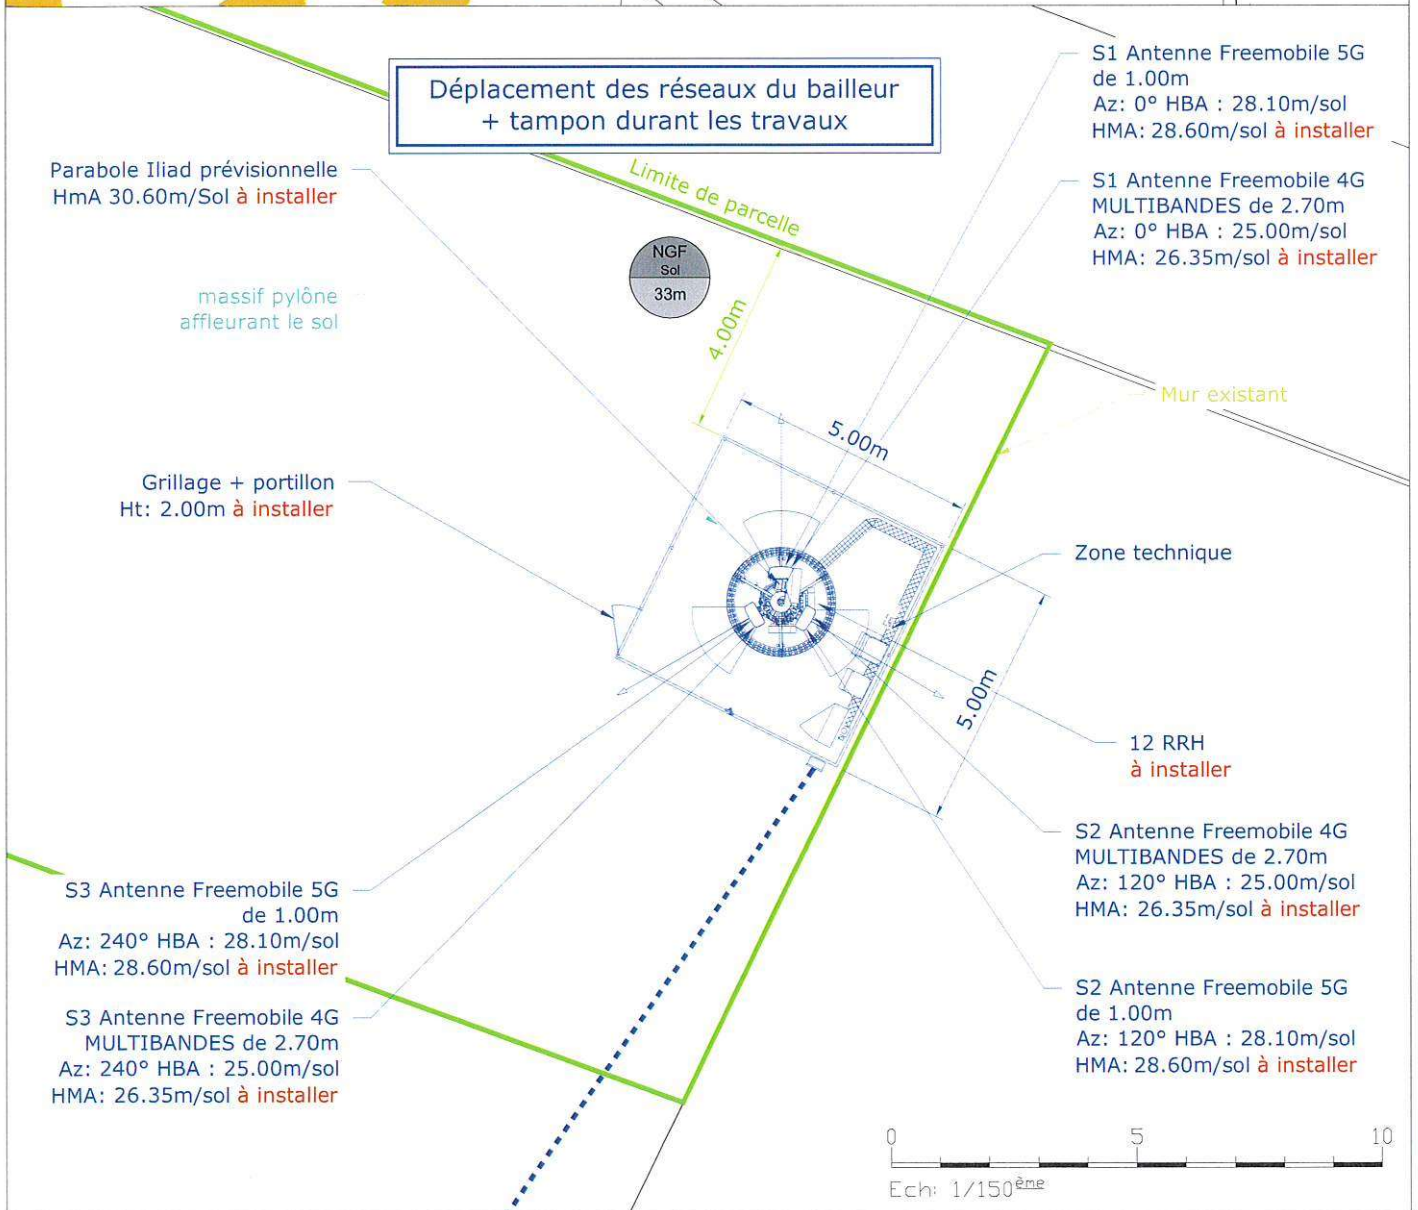 Déplacement des réseaux du bailleur
+ tampon durant les travaux
S1 Antenne Freemobile 5G
de 1.00m
Az: 0° HBA : 28.10m/sol
HMA: 28.60m/sol à installer
Parabole Iliad prévisionnelle
HmA 30.60m/Sol à installer
Limite de parcelle
S1 Antenne Freemobile 4G
MULTIBANDES de 2.70m
Az: 0° HBA : 25.00m/sol
HMA: 26.35m/sol à installer
NGF
Sol
33m
massif pylône
affleurant le sol
4.00m
Mur existant
5.00m
Grillage + portillon
Ht: 2.00m à installer
Zone technique
5.00m
12 RRH
à installer
S2 Antenne Freemobile 4G
MULTIBANDES de 2.70m
Az: 120° HBA : 25.00m/sol
HMA: 26.35m/sol à installer
S3 Antenne Freemobile 5G
de 1.00m
Az: 240° HBA : 28.10m/sol
HMA: 28.60m/sol à installer
S2 Antenne Freemobile 5G
de 1.00m
Az: 120° HBA : 28.10m/sol
HMA: 28.60m/sol à installer
S3 Antenne Freemobile 4G
MULTIBANDES de 2.70m
Az: 240° HBA : 25.00m/sol
HMA: 26.35m/sol à installer
0 5 10
Ech: 1/150ème